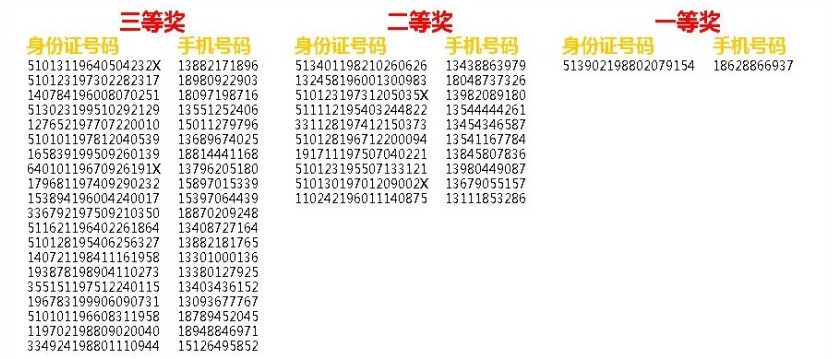 三等奖
身份证号码 手机号码
51013119640504232X 13882171896
510123197302282317 18980922903
140784196008070251 18097198716
513023199510292129 13551252406
127652197707220010 15011279796
510101197812040539 13689674025
165839199509260139 18814441168
64010119670926191X 13796205180
179681197409290232 15897015339
153894196004240017 15397064439
336792197509210350 18870209248
511621196402261864 13408727164
510128195406256327 13882181765
140721198411161958 13301000136
193878198904110273 13380127925
355151197512240115 13403436152
196783199906090731 13093677767
510101196608311958 18789452045
119702198809020040 18948846971
334924198801110944 15126495852
二等奖
身份证号码 手机号码
513401198210260626 13438863979
132458196001300983 18048737326
51012319731205035X 13982089180
511112195403244822 13544444261
331128197412150373 13454346587
510128196712200094 13541167784
191711197507040221 13845807836
510123195507133121 13980449087
51013019701209002X 13679055157
110242196011140875 13111853286
一等奖
身份证号码 手机号码
513902198802079154 18628866937